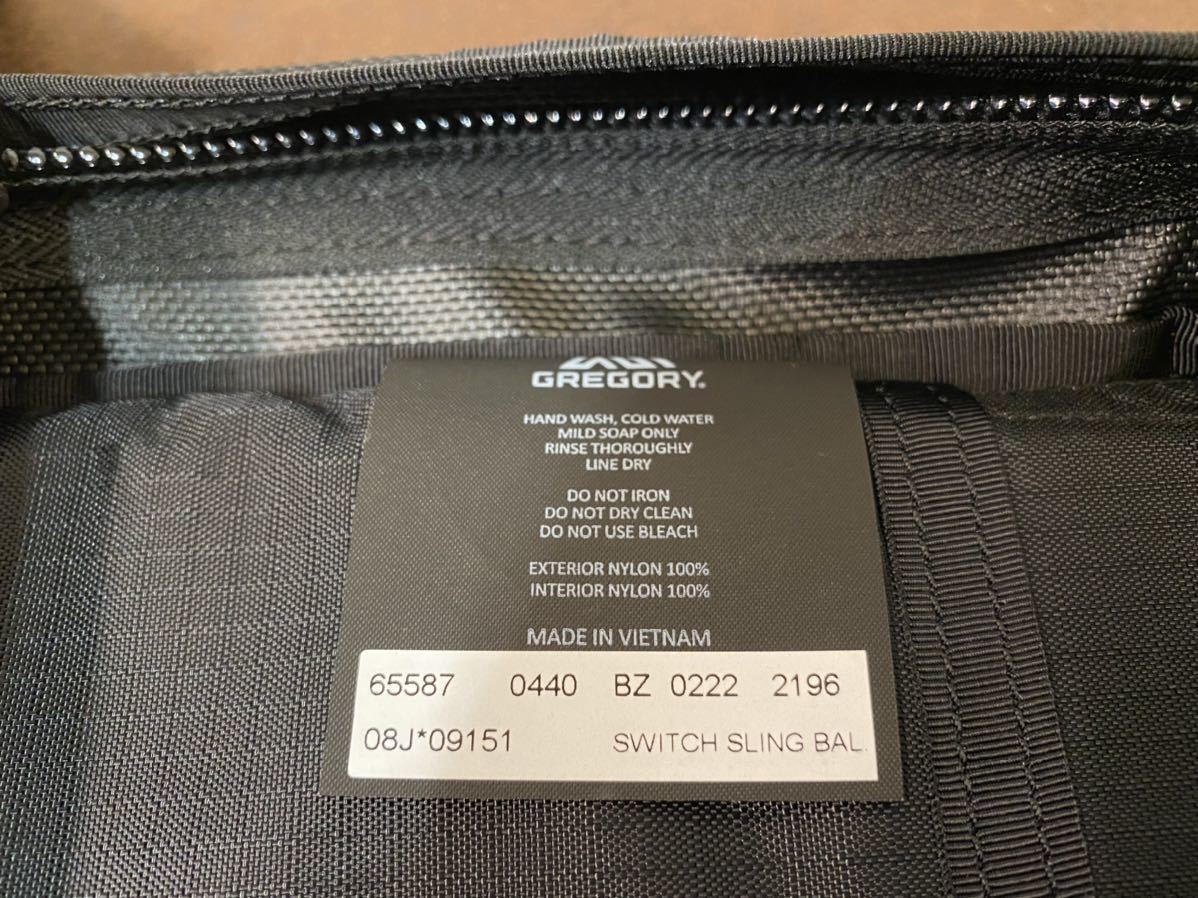 GREGORY.
HAND WASH, COLD WATER
MILD SOAP ONLY
RINSE THOROUGHLY
LINE DRY
DO NOT IRON
DO NOT DRY CLEAN
DO NOT USE BLEACH
EXTERIOR NYLON 100%
INTERIOR NYLON 100%
MADE IN VIETNAM
65587 0440 BZ 0222 2196
08J*09151 SWITCH SLING BAL.